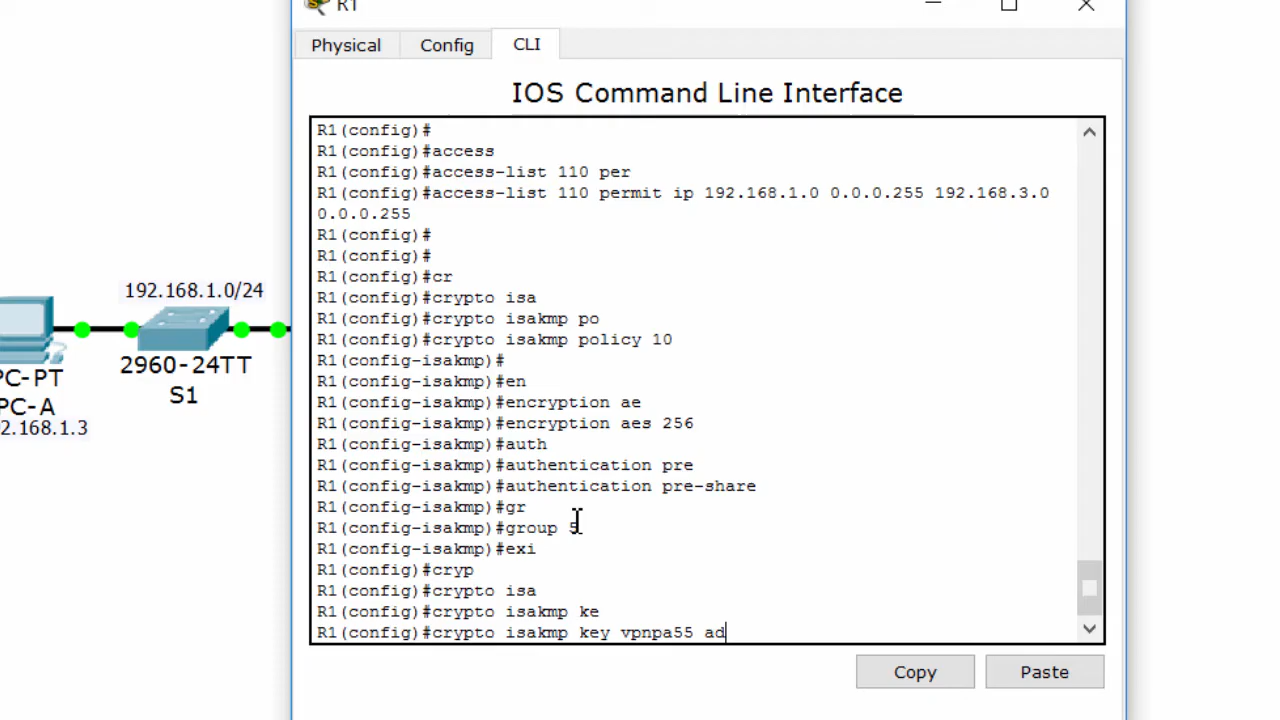 R1
Physical
Config
CLI
IOS Command Line Interface
R1(config)#
R1(config)#access
R1(config)#access-list 110 per
R1(config)#access-list 110 permit ip 192.168.1.0 0.0.0.255 192.168.3.0
0.0.0.255
R1(config)#
R1(config)#
R1(config)#cr
R1(config)#crypto isa
R1(config)#crypto isakmp po
R1(config)#crypto isakmp policy 10
R1(config-isakmp)#
R1(config-isakmp)#en
R1(config-isakmp)#encryption ae
R1(config-isakmp)#encryption aes 256
R1(config-isakmp)#auth
R1(config-isakmp)#authentication pre
R1(config-isakmp)#authentication pre-share
R1(config-isakmp)#gr
R1(config-isakmp)#group 5
R1(config-isakmp)#exi
R1(config)#cryp
R1(config)#crypto isa
R1(config)#crypto isakmp ke
R1(config)#crypto isakmp key vpnpa55 ad
Copy
Paste
192.168.1.0/24
2960-24TT
S1
PC-PT
PC-A
2.168.1.3